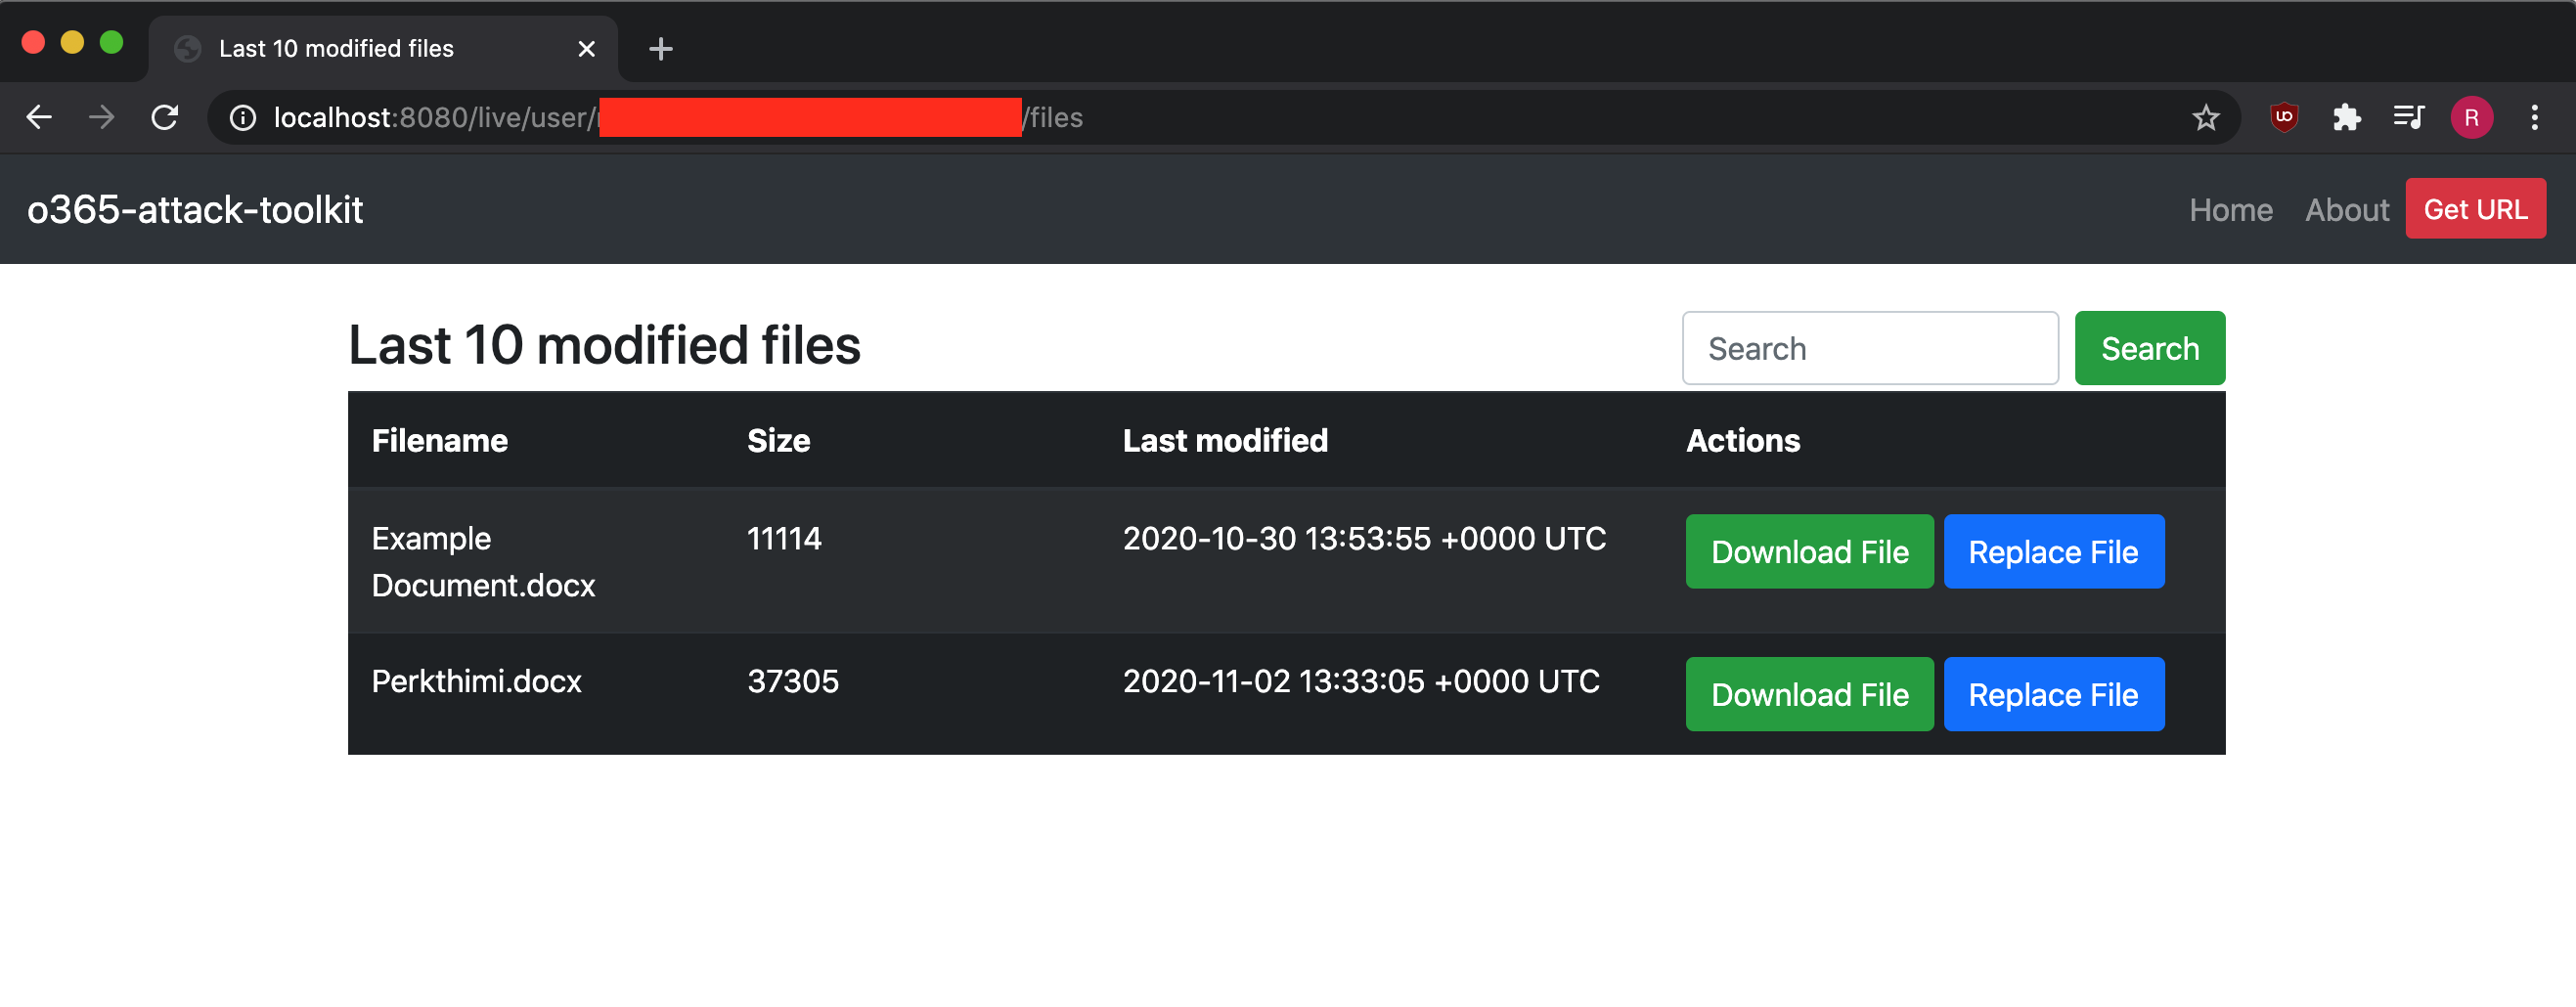 Last 10 modified files
localhost:8080/live/user/ /files
R
o365-attack-toolkit Home About Get URL
Last 10 modified files Search Search
Filename Size Last modified Actions
Example 11114 2020-10-30 13:53:55 +0000 UTC Download File Replace File
Document.docx
Perkthimi.docx 37305 2020-11-02 13:33:05 +0000 UTC Download File Replace File